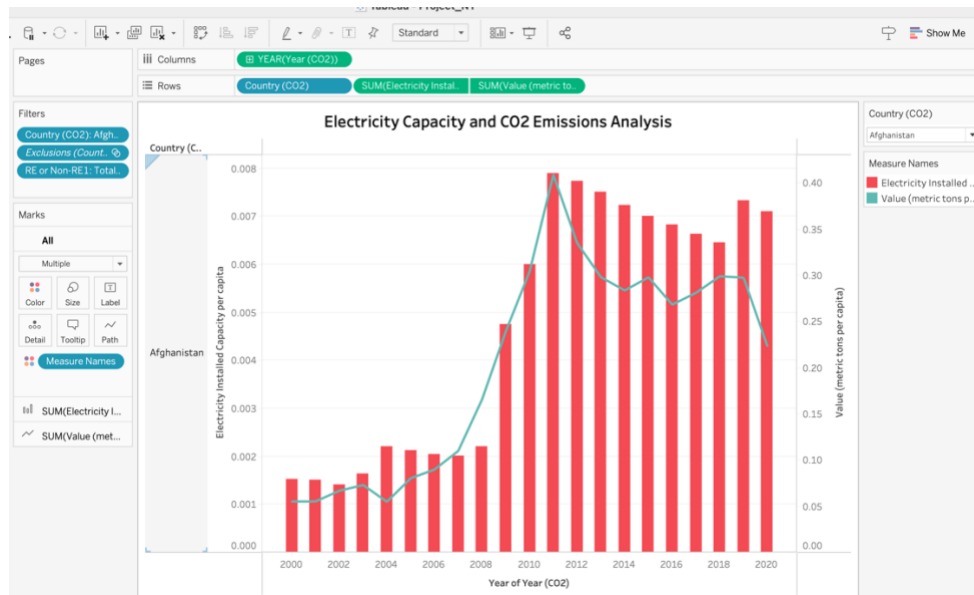 Tableau - Project_NY
Standard
Show Me
Pages
Columns
YEAR(Year (CO2))
Rows
Country (CO2)
SUM(Electricity Instal..
SUM(Value (metric to..
Filters
Country (CO2): Afgh..
Exclusions (Count..
RE or Non-RE1: Total..
Marks
All
Multiple
Color
Size
Label
Detail
Tooltip
Path
Measure Names
SUM(Electricity I...
SUM(Value (met...
Electricity Capacity and CO2 Emissions Analysis
Country (C..
Afghanistan
Electricity Installed Capacity per capita
0.008
0.007
0.006
0.005
0.004
0.003
0.002
0.001
0.000
0.40
0.35
0.30
0.25
0.20
0.15
0.10
0.05
0.00
Value (metric tons per capita)
2000
2002
2004
2006
2008
2010
2012
2014
2016
2018
2020
Year of Year (CO2)
Country (CO2)
Afghanistan
Measure Names
Electricity Installed ..
Value (metric tons p..